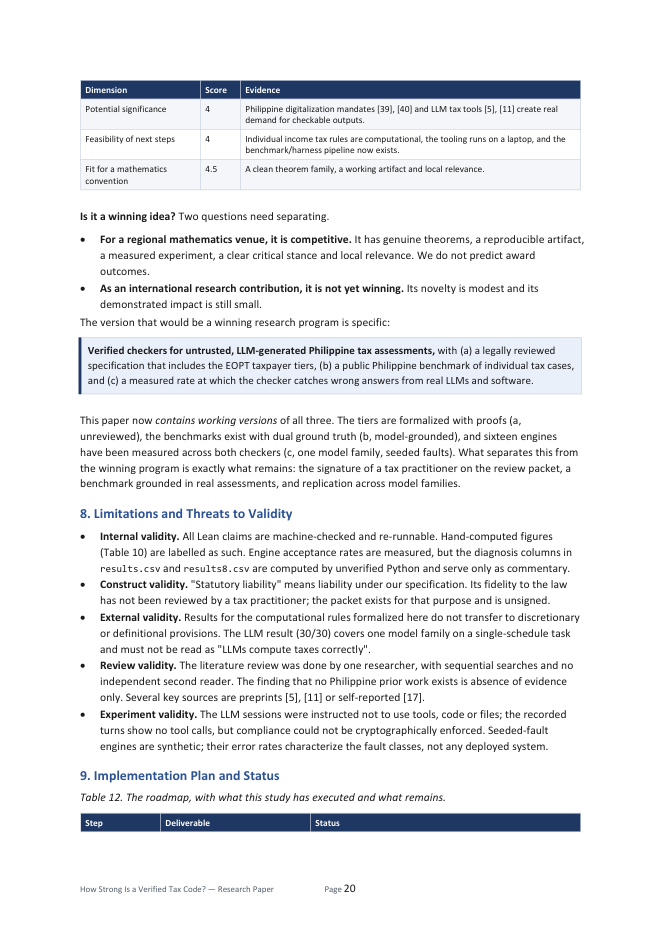 Dimension Score Evidence
Potential significance 4 Philippine digitalization mandates [39], [40] and LLM tax tools [5], [11] create real
demand for checkable outputs.
Feasibility of next steps 4 Individual income tax rules are computational, the tooling runs on a laptop, and the
benchmark/harness pipeline now exists.
Fit for a mathematics 4.5 A clean theorem family, a working artifact and local relevance.
convention
Is it a winning idea? Two questions need separating.
• For a regional mathematics venue, it is competitive. It has genuine theorems, a reproducible artifact,
a measured experiment, a clear critical stance and local relevance. We do not predict award
outcomes.
• As an international research contribution, it is not yet winning. Its novelty is modest and its
demonstrated impact is still small.
The version that would be a winning research program is specific:
Verified checkers for untrusted, LLM-generated Philippine tax assessments, with (a) a legally reviewed
specification that includes the EOPT taxpayer tiers, (b) a public Philippine benchmark of individual tax cases,
and (c) a measured rate at which the checker catches wrong answers from real LLMs and software.
This paper now contains working versions of all three. The tiers are formalized with proofs (a,
unreviewed), the benchmarks exist with dual ground truth (b, model-grounded), and sixteen engines
have been measured across both checkers (c, one model family, seeded faults). What separates this from
the winning program is exactly what remains: the signature of a tax practitioner on the review packet, a
benchmark grounded in real assessments, and replication across model families.
8. Limitations and Threats to Validity
• Internal validity. All Lean claims are machine-checked and re-runnable. Hand-computed figures
(Table 10) are labelled as such. Engine acceptance rates are measured, but the diagnosis columns in
results.csv and results8.csv are computed by unverified Python and serve only as commentary.
• Construct validity. "Statutory liability" means liability under our specification. Its fidelity to the law
has not been reviewed by a tax practitioner; the packet exists for that purpose and is unsigned.
• External validity. Results for the computational rules formalized here do not transfer to discretionary
or definitional provisions. The LLM result (30/30) covers one model family on a single-schedule task
and must not be read as "LLMs compute taxes correctly".
• Review validity. The literature review was done by one researcher, with sequential searches and no
independent second reader. The finding that no Philippine prior work exists is absence of evidence
only. Several key sources are preprints [5], [11] or self-reported [17].
• Experiment validity. The LLM sessions were instructed not to use tools, code or files; the recorded
turns show no tool calls, but compliance could not be cryptographically enforced. Seeded-fault
engines are synthetic; their error rates characterize the fault classes, not any deployed system.
9. Implementation Plan and Status
Table 12. The roadmap, with what this study has executed and what remains.
Step Deliverable Status
How Strong Is a Verified Tax Code? — Research Paper Page 20